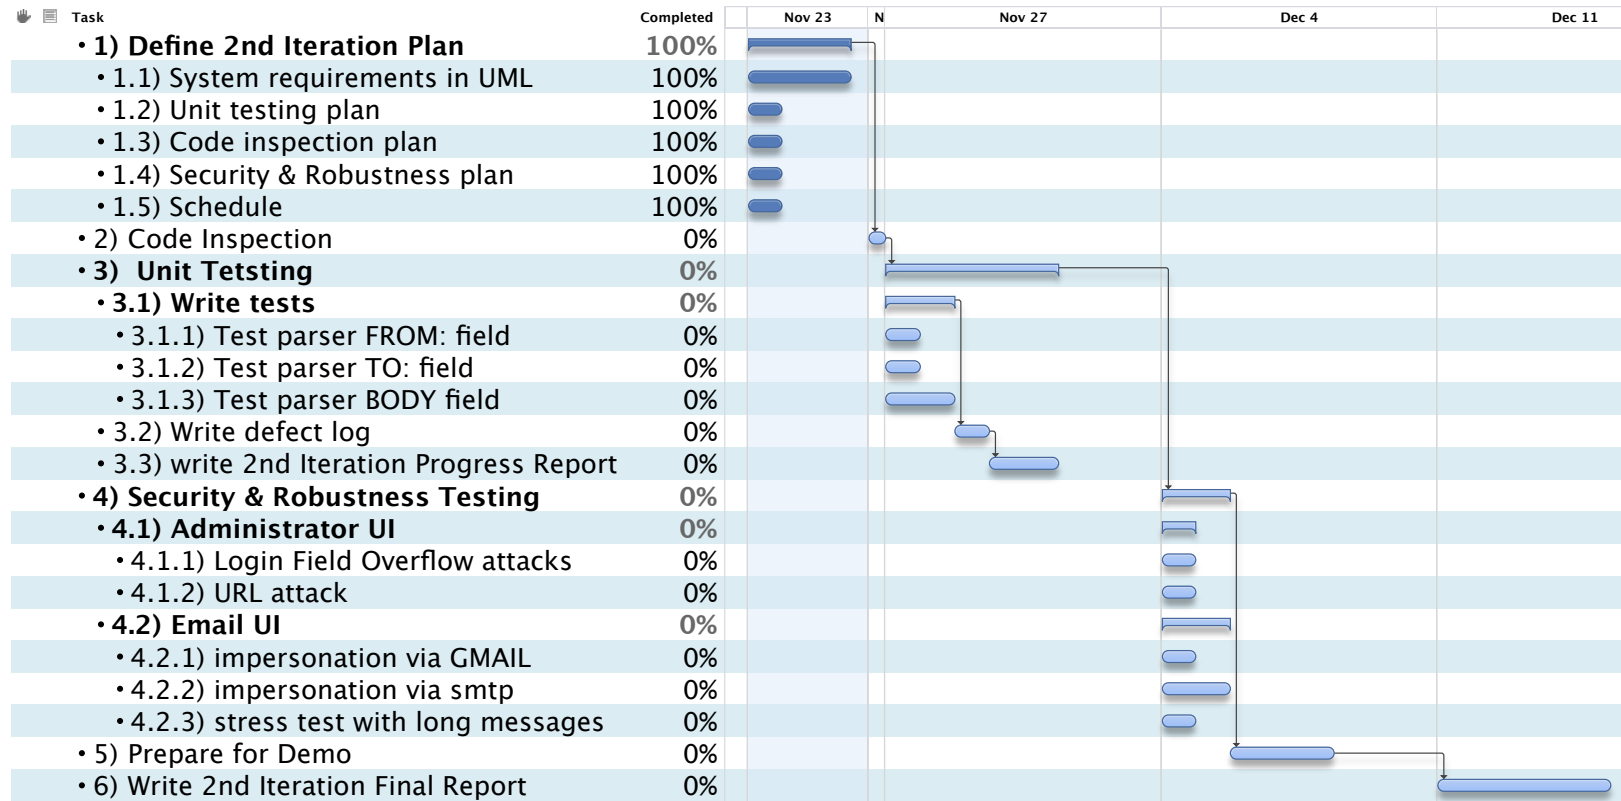 Task Completed Nov 23 N Nov 27 Dec 4 Dec 11
• 1) Define 2nd Iteration Plan 100%
• 1.1) System requirements in UML 100%
• 1.2) Unit testing plan 100%
• 1.3) Code inspection plan 100%
• 1.4) Security & Robustness plan 100%
• 1.5) Schedule 100%
• 2) Code Inspection 0%
• 3) Unit Tetsting 0%
• 3.1) Write tests 0%
• 3.1.1) Test parser FROM: field 0%
• 3.1.2) Test parser TO: field 0%
• 3.1.3) Test parser BODY field 0%
• 3.2) Write defect log 0%
• 3.3) write 2nd Iteration Progress Report 0%
• 4) Security & Robustness Testing 0%
• 4.1) Administrator UI 0%
• 4.1.1) Login Field Overflow attacks 0%
• 4.1.2) URL attack 0%
• 4.2) Email UI 0%
• 4.2.1) impersonation via GMAIL 0%
• 4.2.2) impersonation via smtp 0%
• 4.2.3) stress test with long messages 0%
• 5) Prepare for Demo 0%
• 6) Write 2nd Iteration Final Report 0%